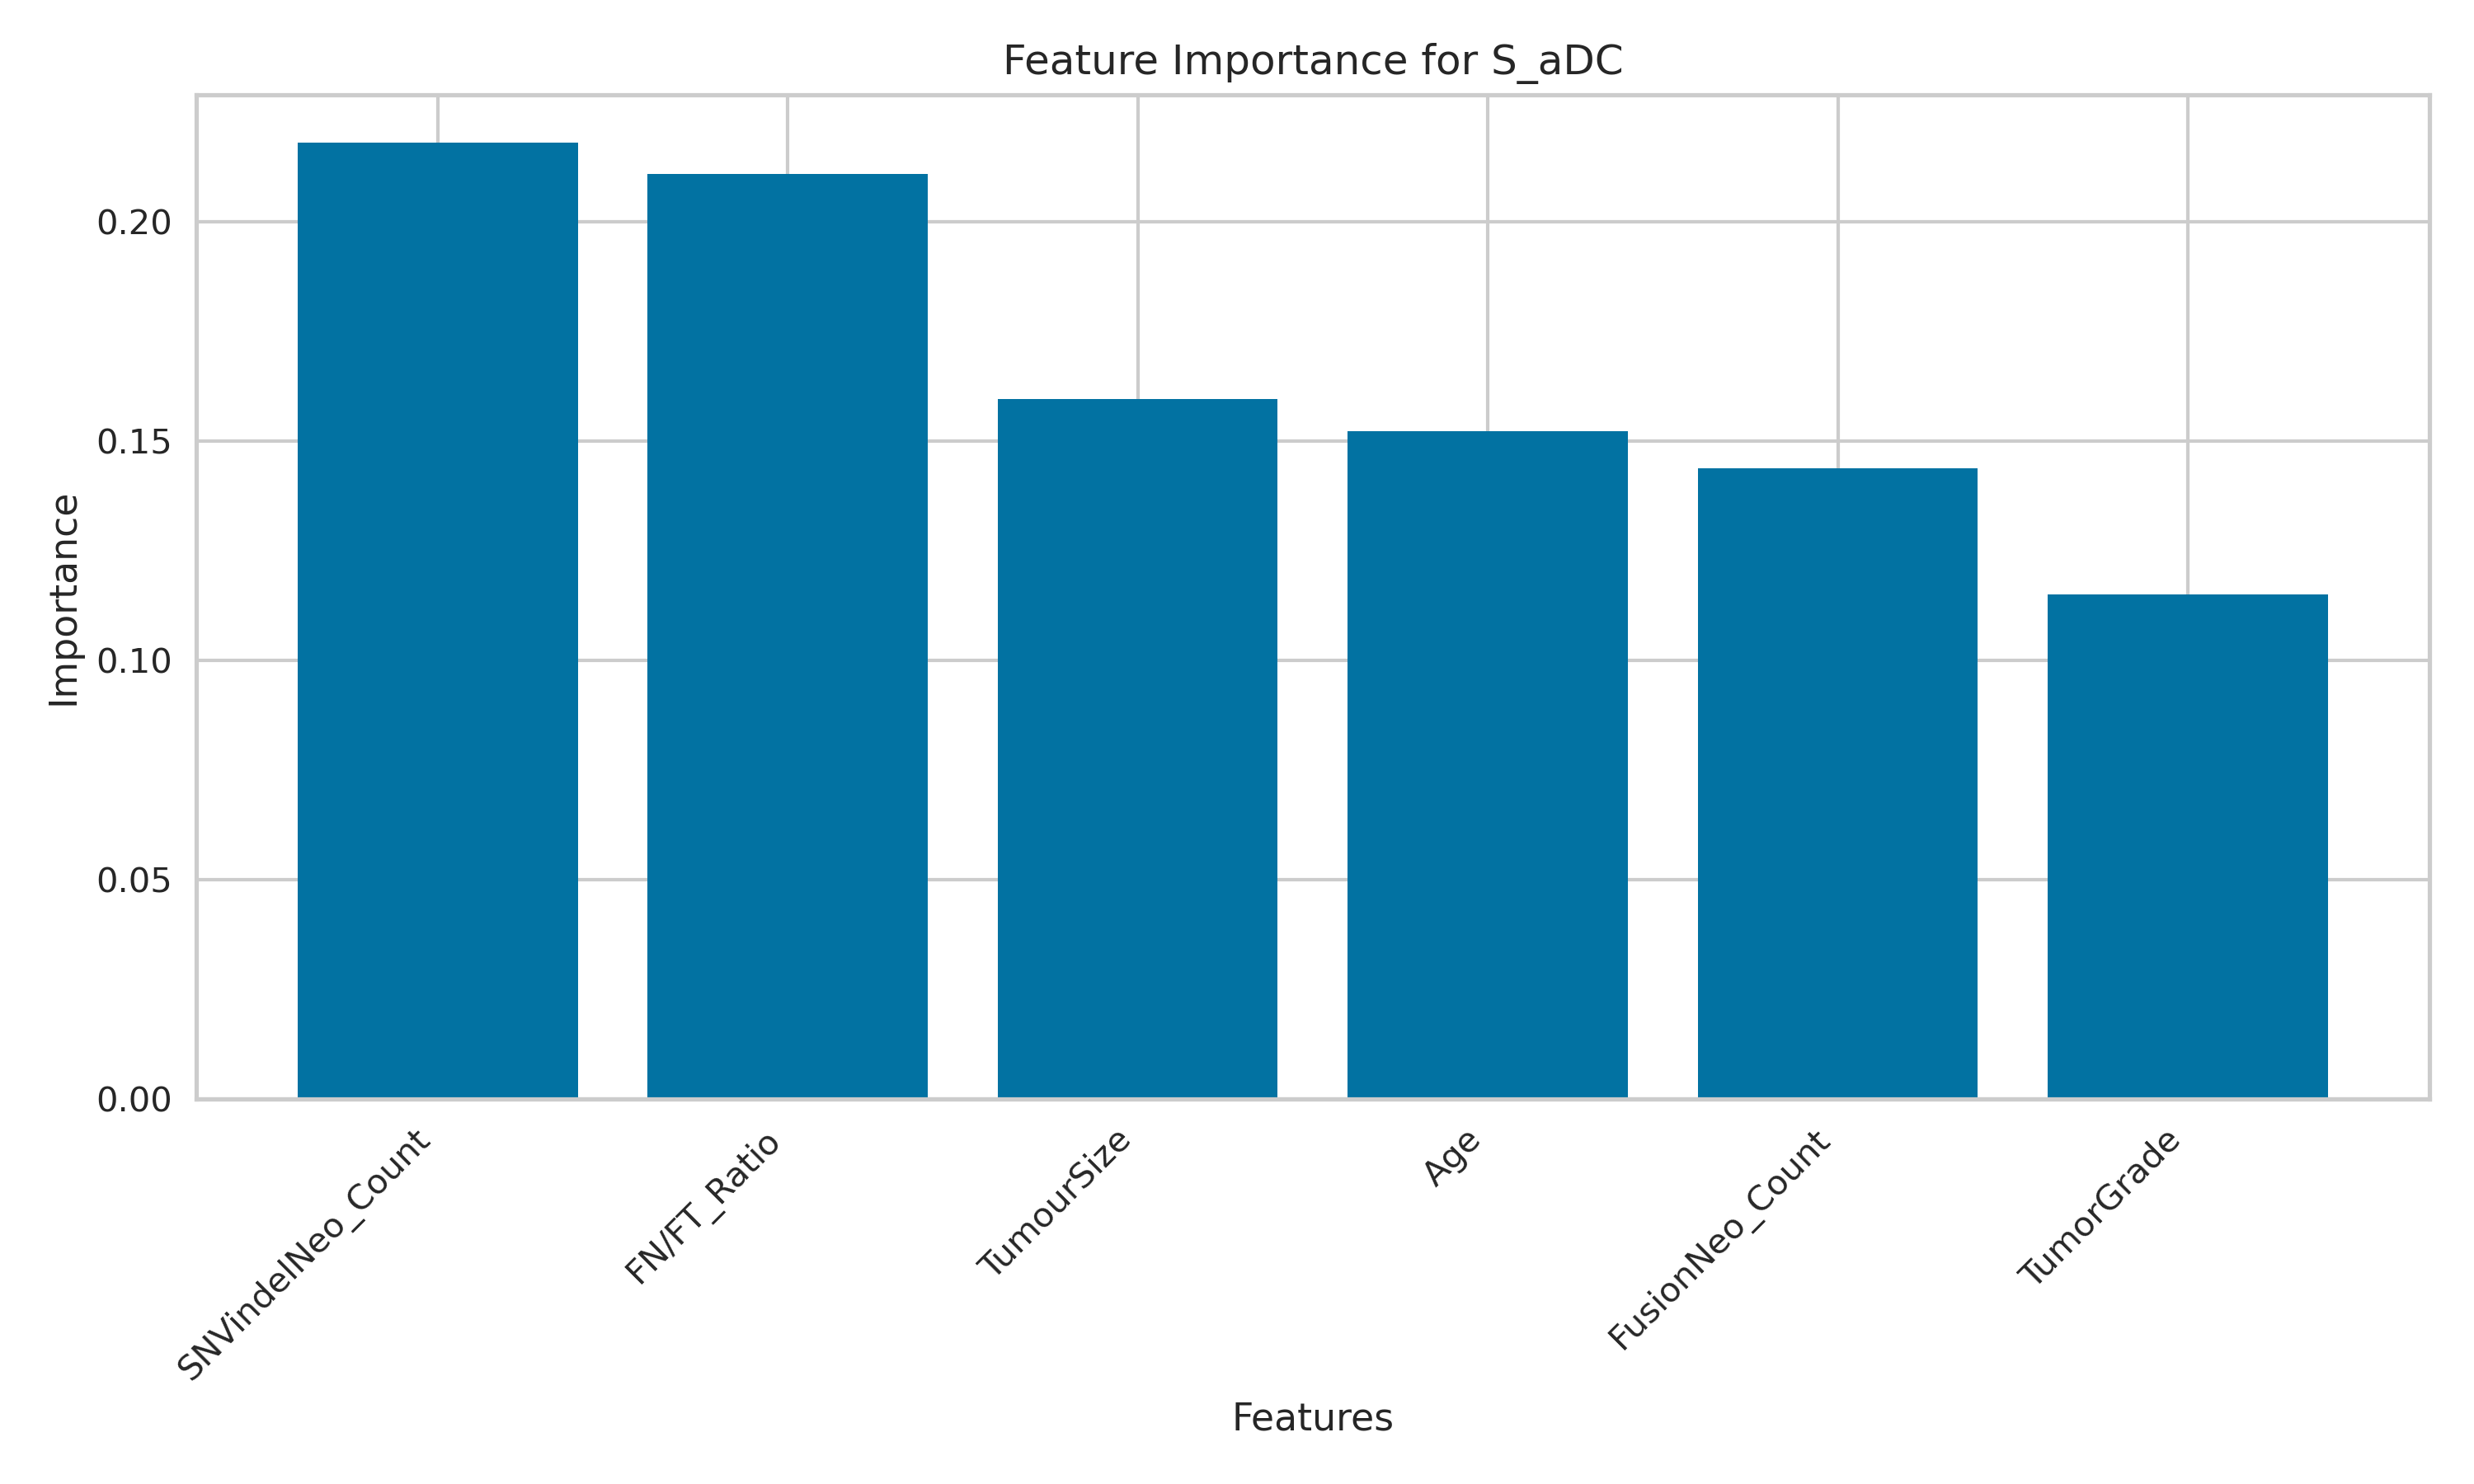 Feature Importance for S_aDC
Importance
0.20
0.15
0.10
0.05
0.00
SNVindelNeo_Count
FN/FT_Ratio
TumourSize
Age
FusionNeo_Count
TumorGrade
Features